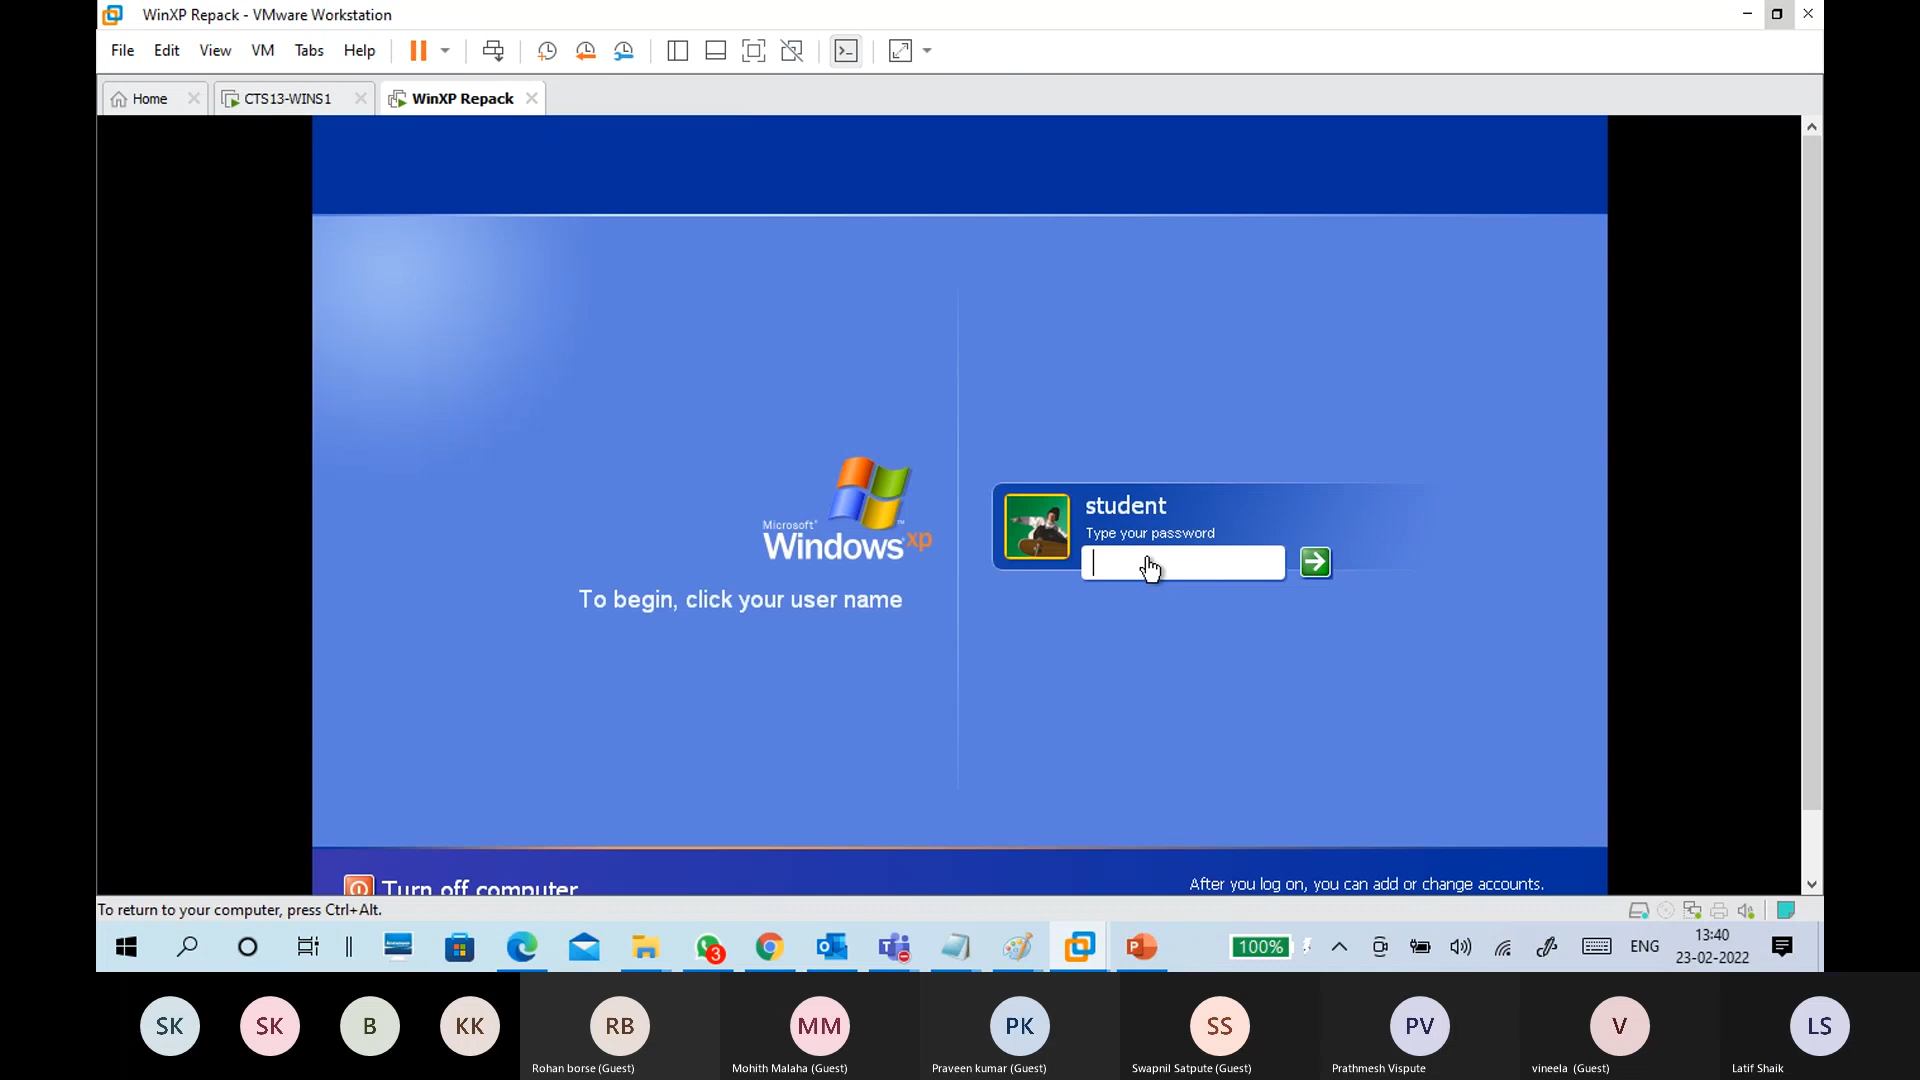 WinXP Repack - VMware Workstation
File Edit View VM Tabs Help
Home
CTS13-WINS1
WinXP Repack
student
Type your password
Microsoft®
Windows xp
To begin, click your user name
Turn off computer
After you log on, you can add or change accounts.
To return to your computer, press Ctrl+Alt.
3
100%
ENG
13:40
23-02-2022
SK
SK
B
KK
RB
MM
PK
SS
PV
V
LS
Rohan borse (Guest)
Mohith Malaha (Guest)
Praveen kumar (Guest)
Swapnil Satpute (Guest)
Prathmesh Vispute
vineela (Guest)
Latif Shaik